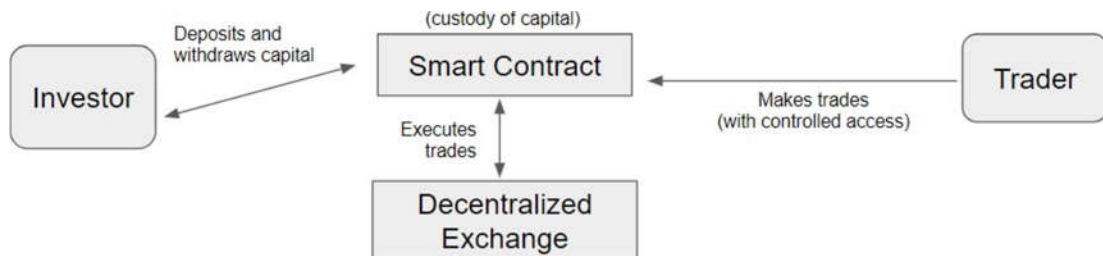 (custody of capital)
Deposits and
withdraws capital
Investor
Smart Contract
Trader
Makes trades
(with controlled access)
Executes
trades
Decentralized
Exchange